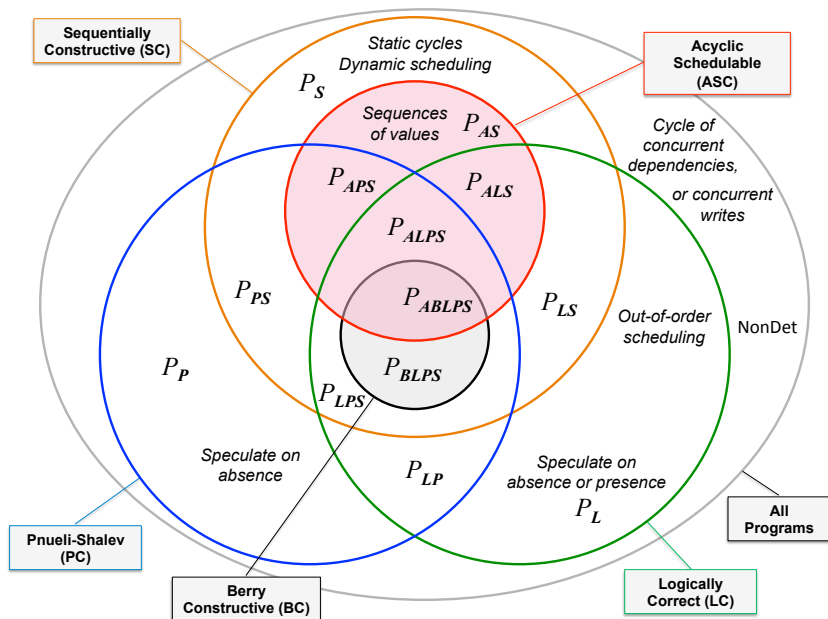 Sequentially
Constructive (SC)
Static cycles
Dynamic scheduling
Acyclic
Schedulable
(ASC)
P_S
Sequences
of values
P_AS
Cycle of
concurrent
dependencies,
or concurrent
writes
P_APS
P_ALS
P_ALPS
P_PS
P_ABLPS
P_LS
Out-of-order
scheduling
NonDet
P_P
P_BLPS
P_LPS
Speculate on
absence
P_LP
Speculate on
absence or presence
P_L
All
Programs
Pnueli-Shalev
(PC)
Berry
Constructive (BC)
Logically
Correct (LC)